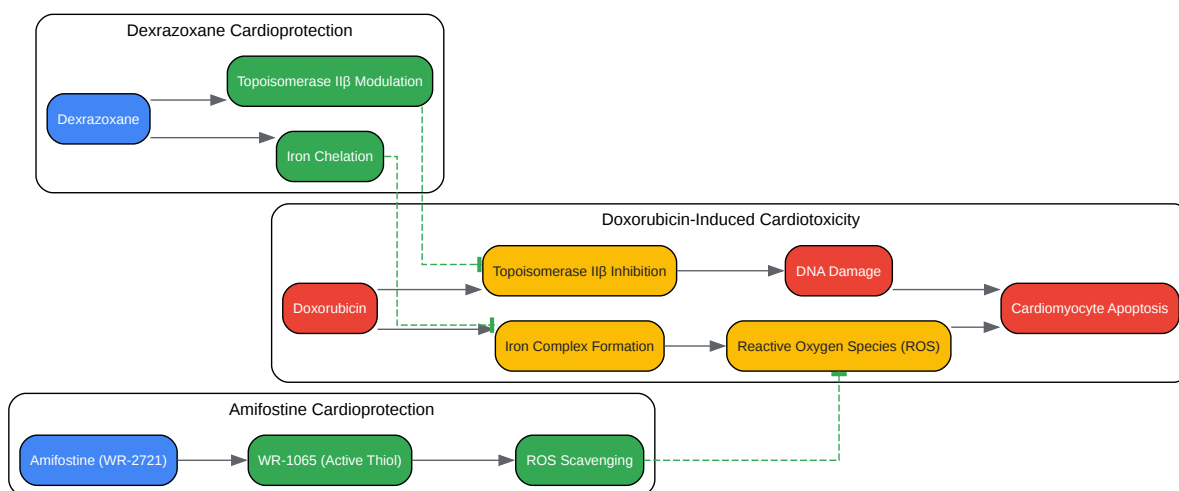 Dexrazoane Cardioprotection
Topoisomerase IIβ Modulation
Dexrazoxane
Iron Chelation
Doxorubicin-Induced Cardiotoxicity
Topoisomerase IIβ Inhibition
DNA Damage
Doxorubicin
Cardiomyocyte Apoptosis
Iron Complex Formation
Reactive Oxygen Species (ROS)
Amifostine Cardioprotection
Amifostine (WR-2721)
WR-1065 (Active Thiol)
ROS Scavenging